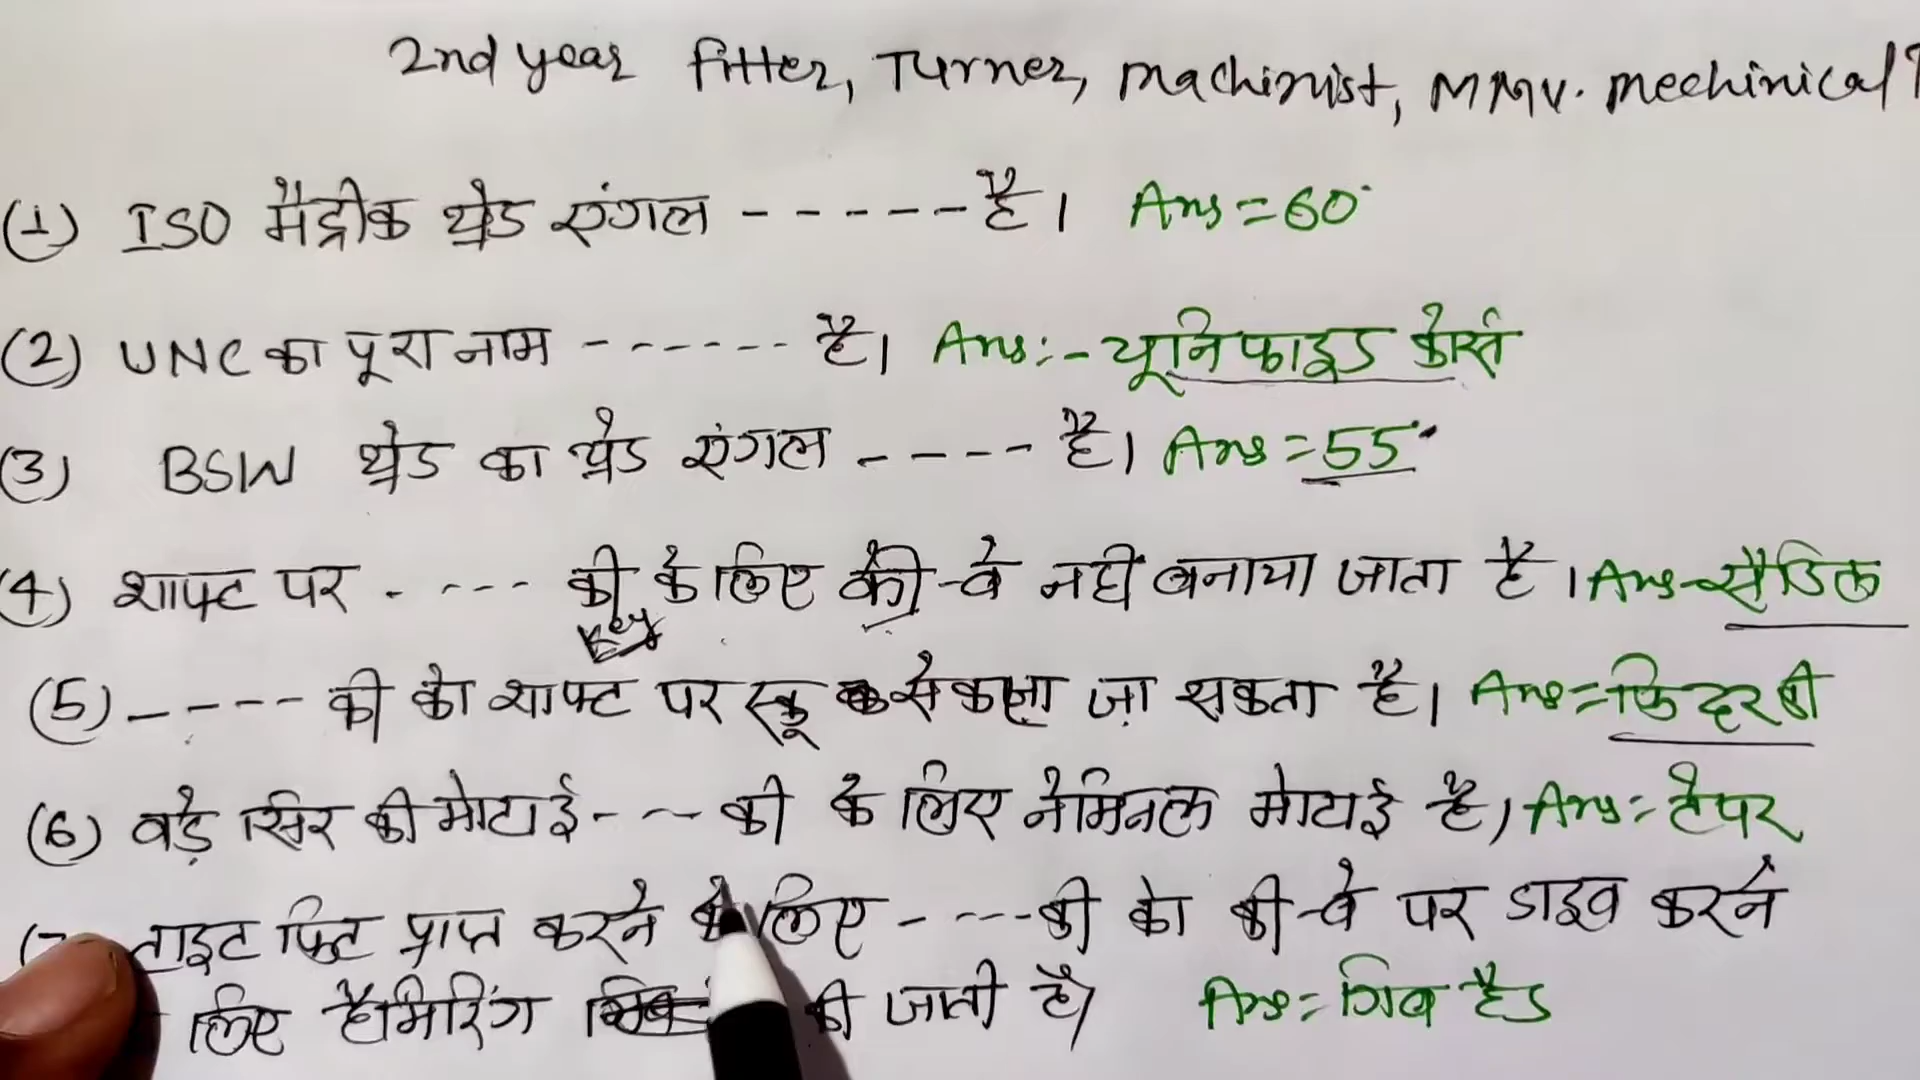 2nd year fitter, Turner, machinist, MMV. mechinical
(1) ISO मैट्रीक थ्रेड एंगल ------ है। Ans = 60°
(2) UNC का पूरा नाम ------ है। Ans:- यूनिफाइड कोर्स
(3) BSW थ्रेड का थ्रेड एंगल ---- है। Ans = 55°
(4) शाफ्ट पर ---- की के लिए की-वे नहीं बनाया जाता है। Ans - सैडिल
Key
(5) ---- की को शाफ्ट पर स्क्रू से कसा जा सकता है। Ans = फिदर की
(6) बड़े सिर की मोटाई --- की के लिए नोमिनल मोटाई है, Ans = टेपर
टाइट फिट प्राप्त करने के लिए ---- की को की-वे पर डाइव करने
लिए हैमरिंग की जाती है। Ans = गिब हैड